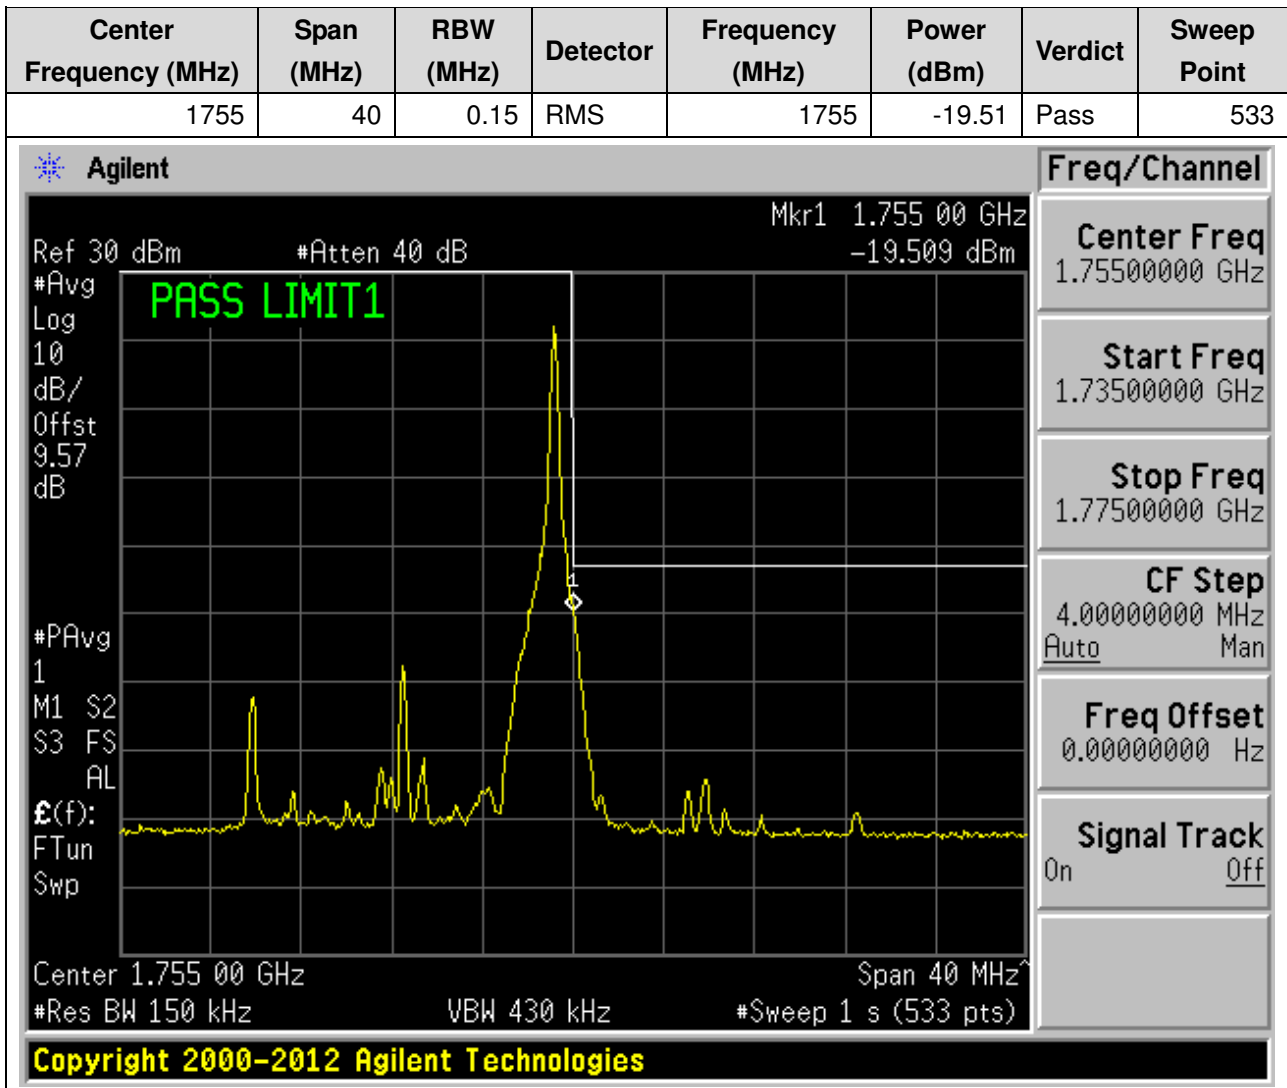 Center Frequency (MHz) Span (MHz) RBW (MHz) Detector Frequency (MHz) Power (dBm) Verdict Sweep Point
1755 40 0.15 RMS 1755 -19.51 Pass 533
Agilent
Freq/Channel
Mkr1 1.755 00 GHz
Ref 30 dBm #Atten 40 dB -19.509 dBm
#Avg
Log
10
dB/
Offst
9.57
dB
PASS LIMIT1
1
#PAvg
1
M1 S2
S3 FS
AL
£(f):
FTun
Swp
Center 1.755 00 GHz Span 40 MHz^
#Res BW 150 kHz VBW 430 kHz #Sweep 1 s (533 pts)
Center Freq
1.75500000 GHz
Start Freq
1.73500000 GHz
Stop Freq
1.77500000 GHz
CF Step
4.00000000 MHz
Auto Man
Freq Offset
0.00000000 Hz
Signal Track
On Off
Copyright 2000-2012 Agilent Technologies